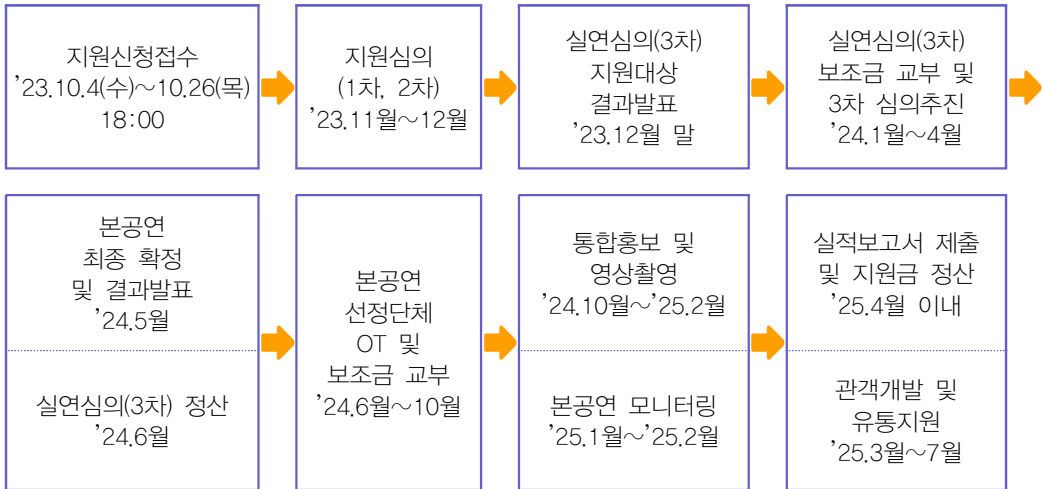 지원신청접수
’23.10.4(수)～10.26(목)
18:00
지원심의
(1차, 2차)
’23.11월～12월
실연심의(3차)
지원대상
결과발표
’23.12월 말
실연심의(3차)
보조금 교부 및
3차 심의추진
’24.1월～4월
본공연
최종 확정
및 결과발표
’24.5월
실연심의(3차) 정산
’24.6월
본공연
선정단체
OT 및
보조금 교부
’24.6월～10월
통합홍보 및
영상촬영
’24.10월～’25.2월
본공연 모니터링
’25.1월～’25.2월
실적보고서 제출
및 지원금 정산
’25.4월 이내
관객개발 및
유통지원
’25.3월～7월